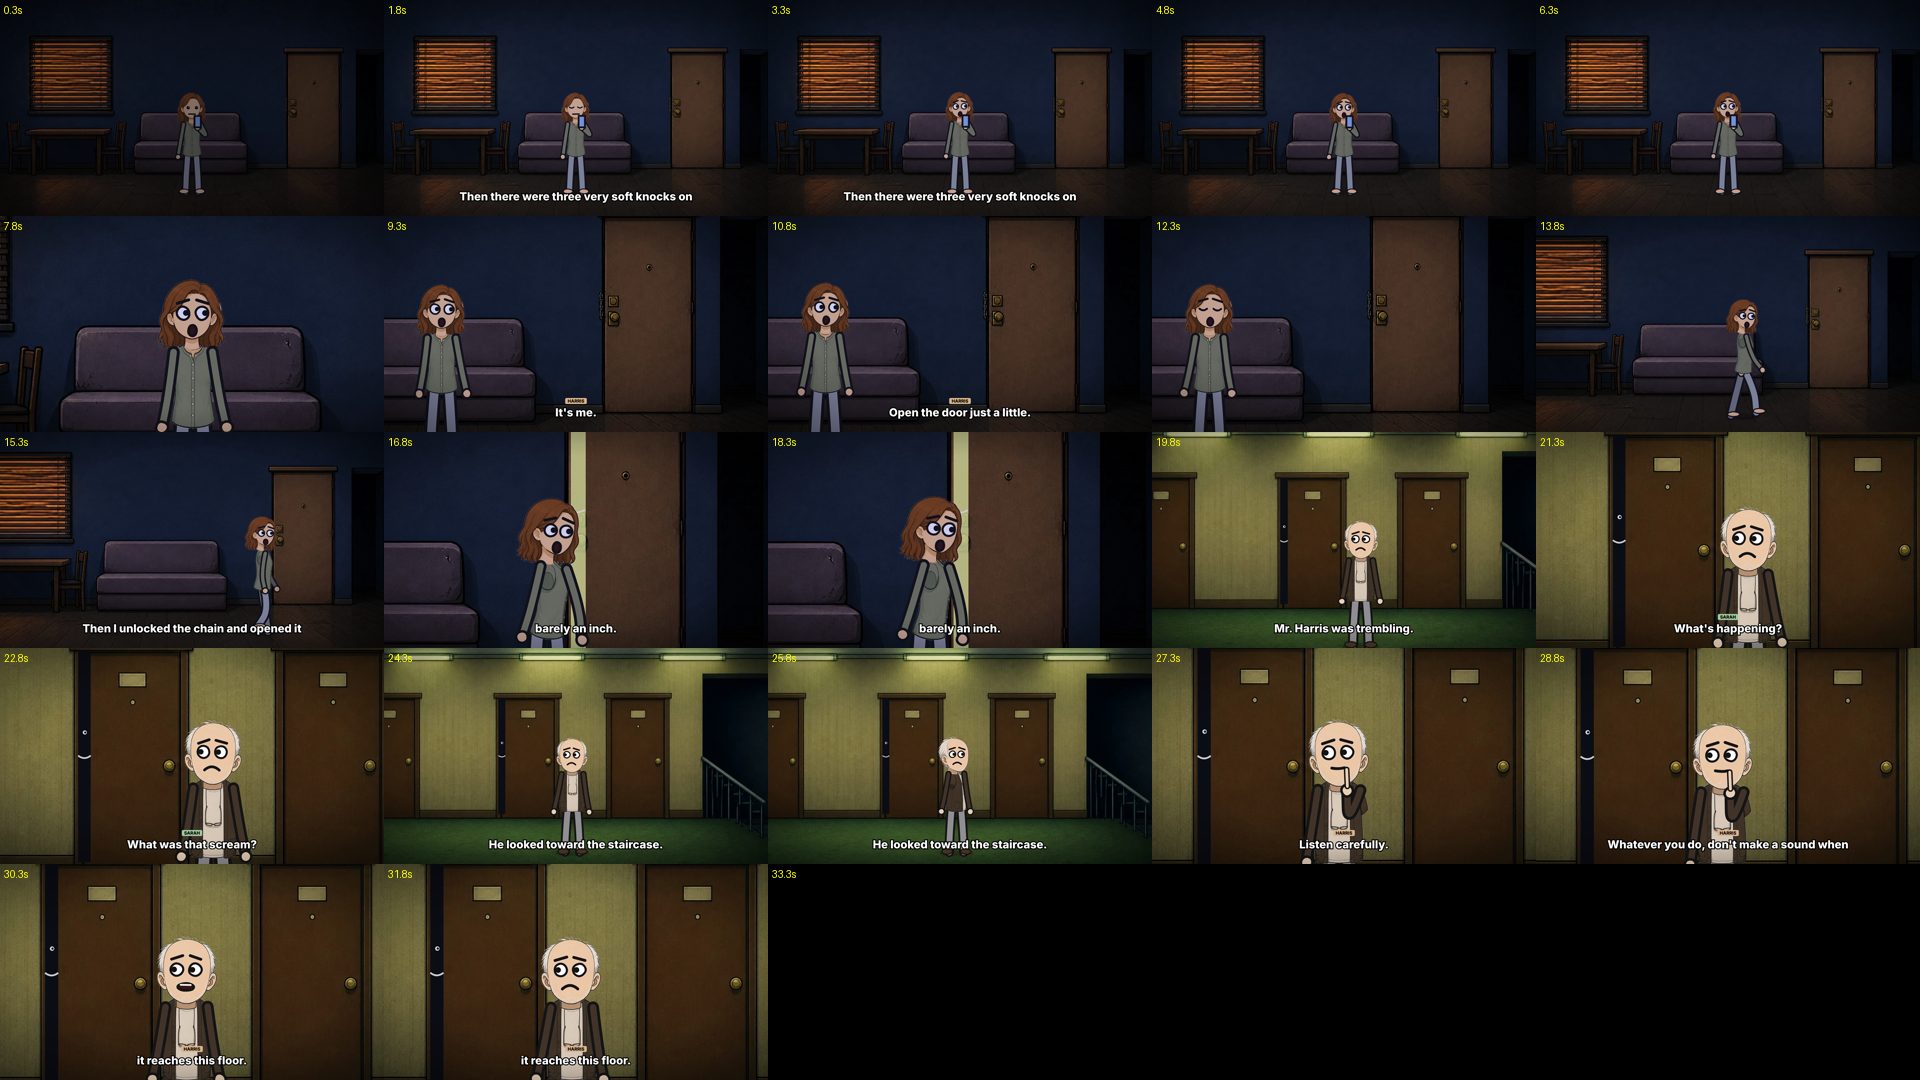 0.3s
1.8s
Then there were three very soft knocks on
3.3s
Then there were three very soft knocks on
4.8s
6.3s
7.8s
9.3s
HARRIS
It's me.
10.8s
HARRIS
Open the door just a little.
12.3s
13.8s
15.3s
Then I unlocked the chain and opened it
16.8s
barely an inch.
18.3s
barely an inch.
19.8s
Mr. Harris was trembling.
21.3s
SARAH
What's happening?
22.8s
SARAH
What was that scream?
24.3s
He looked toward the staircase.
25.8s
He looked toward the staircase.
27.3s
HARRIS
Listen carefully.
28.8s
HARRIS
Whatever you do, don't make a sound when
30.3s
HARRIS
it reaches this floor.
31.8s
HARRIS
it reaches this floor.
33.3s